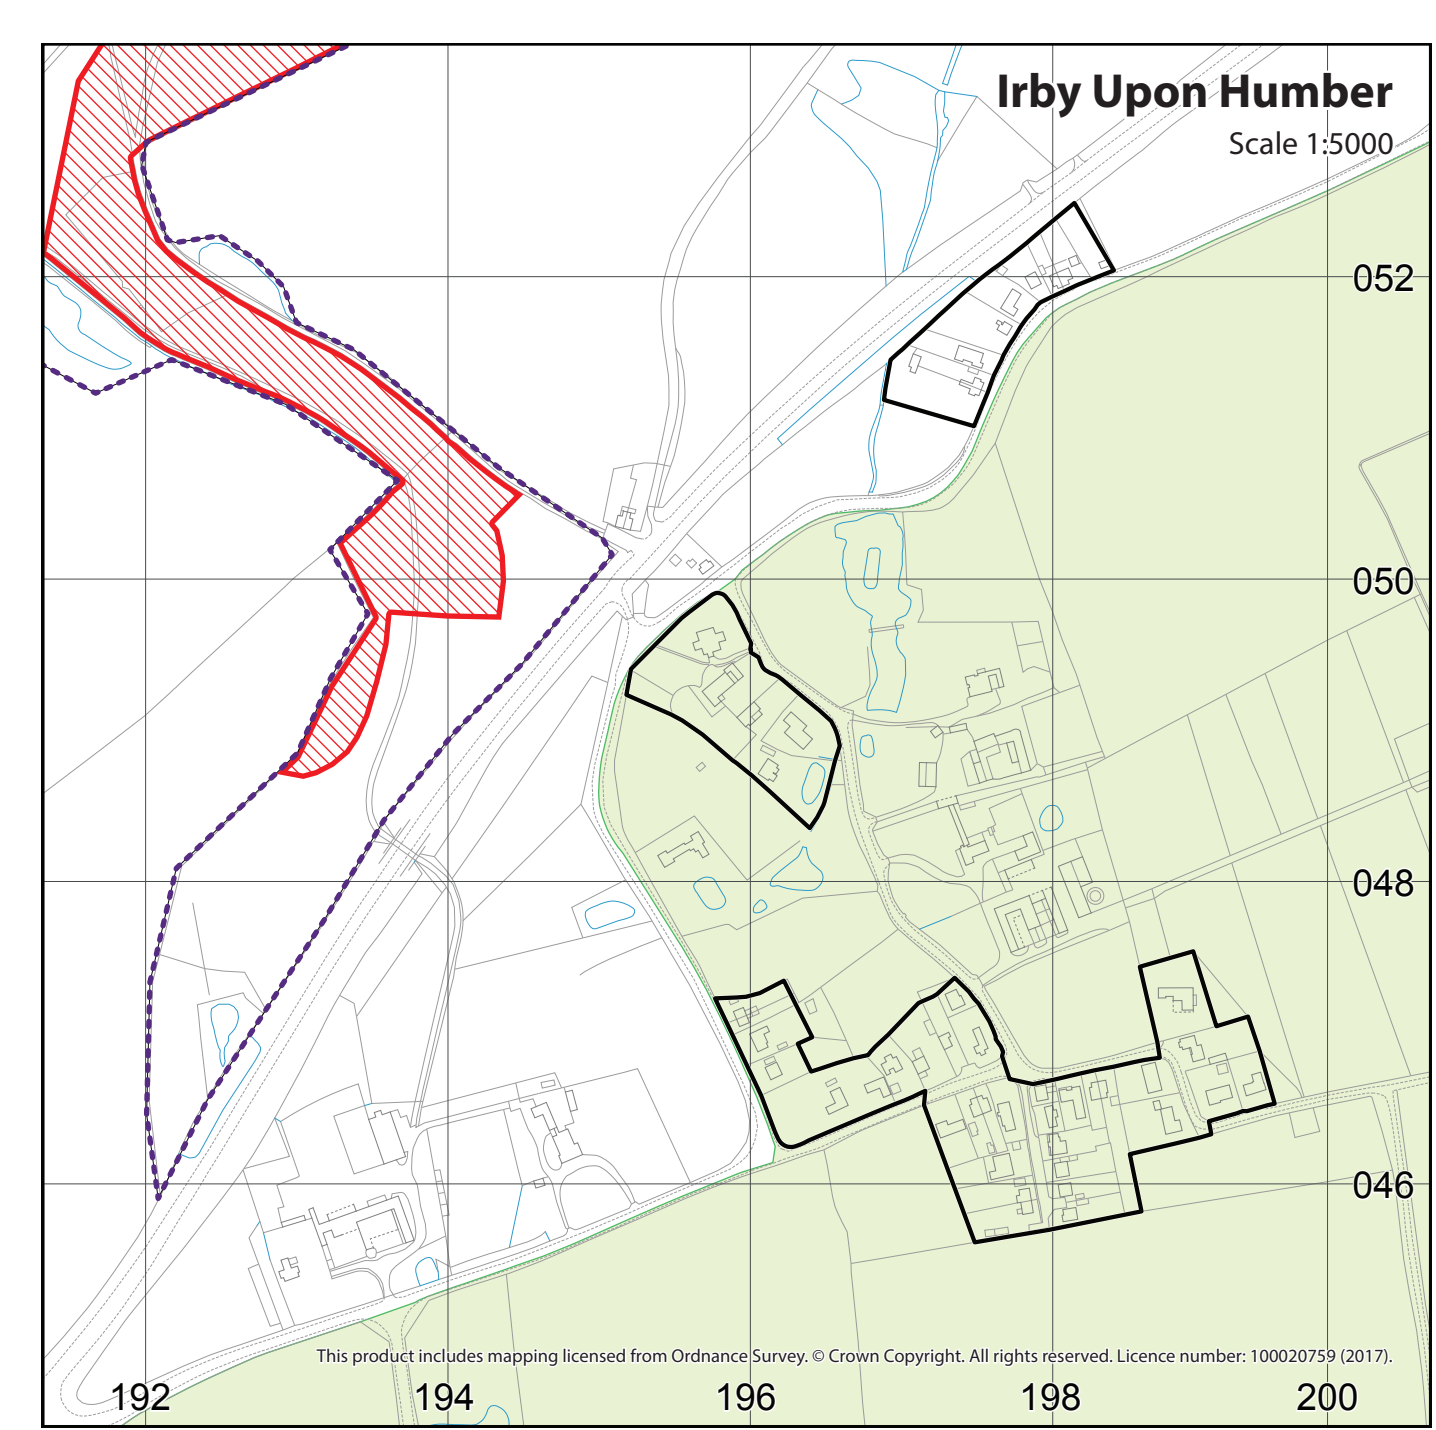 Irby Upon Humber
Scale 1:5000
052
050
048
046
This product includes mapping licensed from Ordnance Survey. © Crown Copyright. All rights reserved. Licence number: 100020759 (2017).
192 194 196 198 200